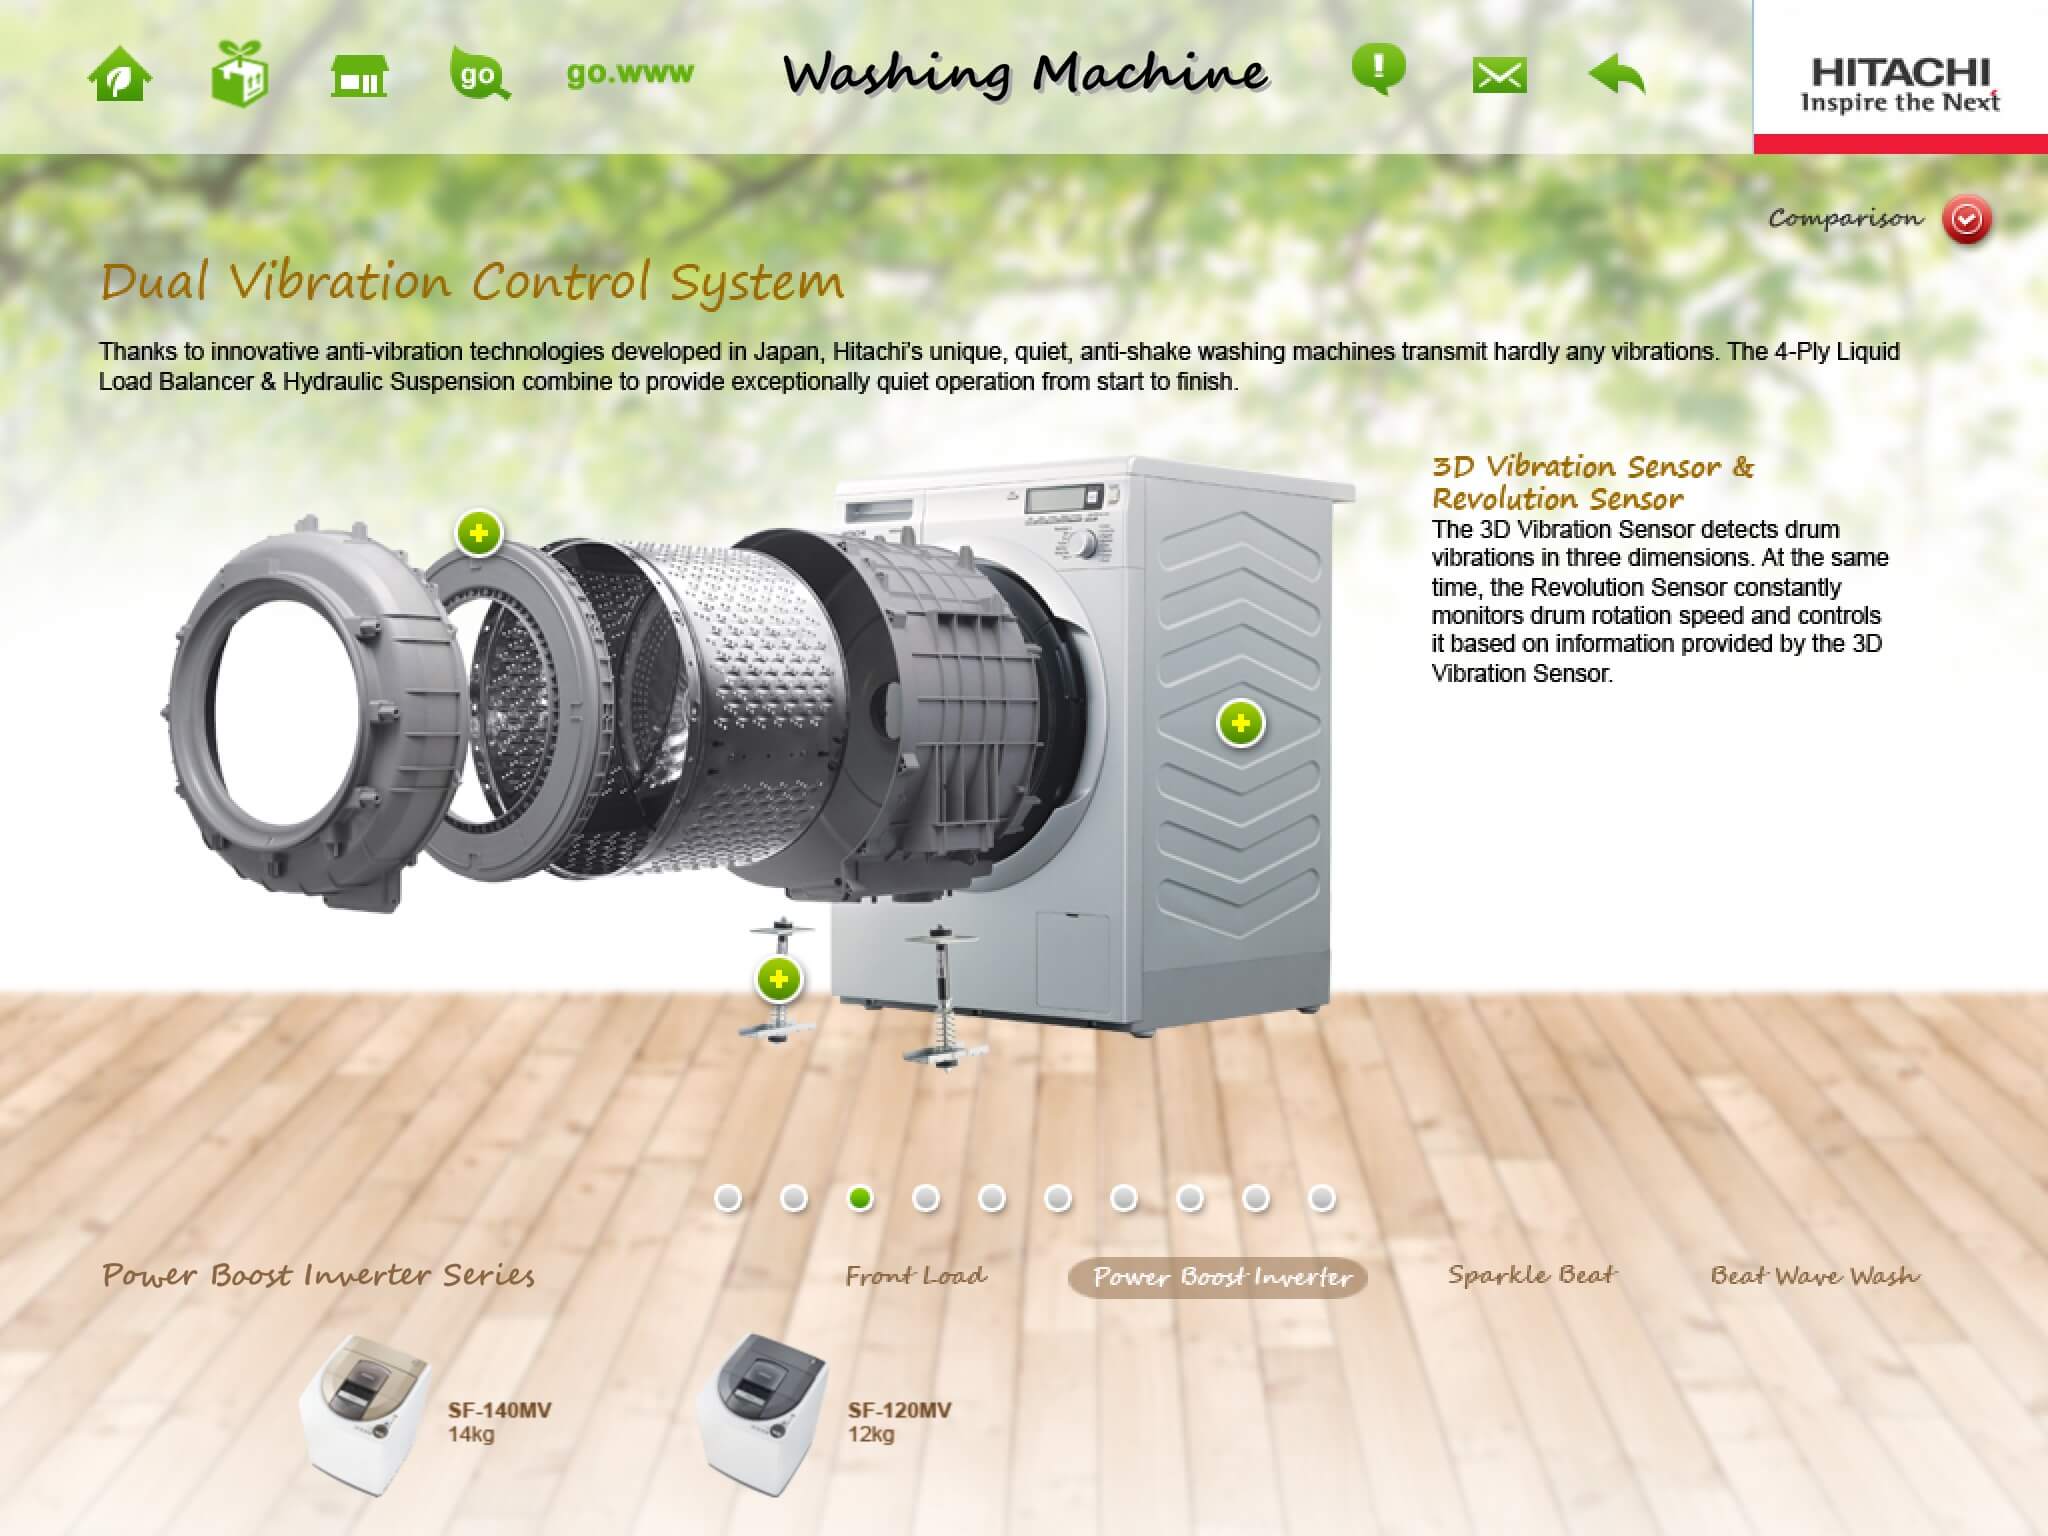 go
go.www
Washing Machine
!
HITACHI
Inspire the Next
Comparison
Dual Vibration Control System
Thanks to innovative anti-vibration technologies developed in Japan, Hitachi's unique, quiet, anti-shake washing machines transmit hardly any vibrations. The 4-Ply Liquid
Load Balancer & Hydraulic Suspension combine to provide exceptionally quiet operation from start to finish.
3D Vibration Sensor &
Revolution Sensor
The 3D Vibration Sensor detects drum
vibrations in three dimensions. At the same
time, the Revolution Sensor constantly
monitors drum rotation speed and controls
it based on information provided by the 3D
Vibration Sensor.
Power Boost Inverter Series
Front Load
Power Boost Inverter
Sparkle Beat
Beat Wave Wash
SF-140MV
14kg
SF-120MV
12kg